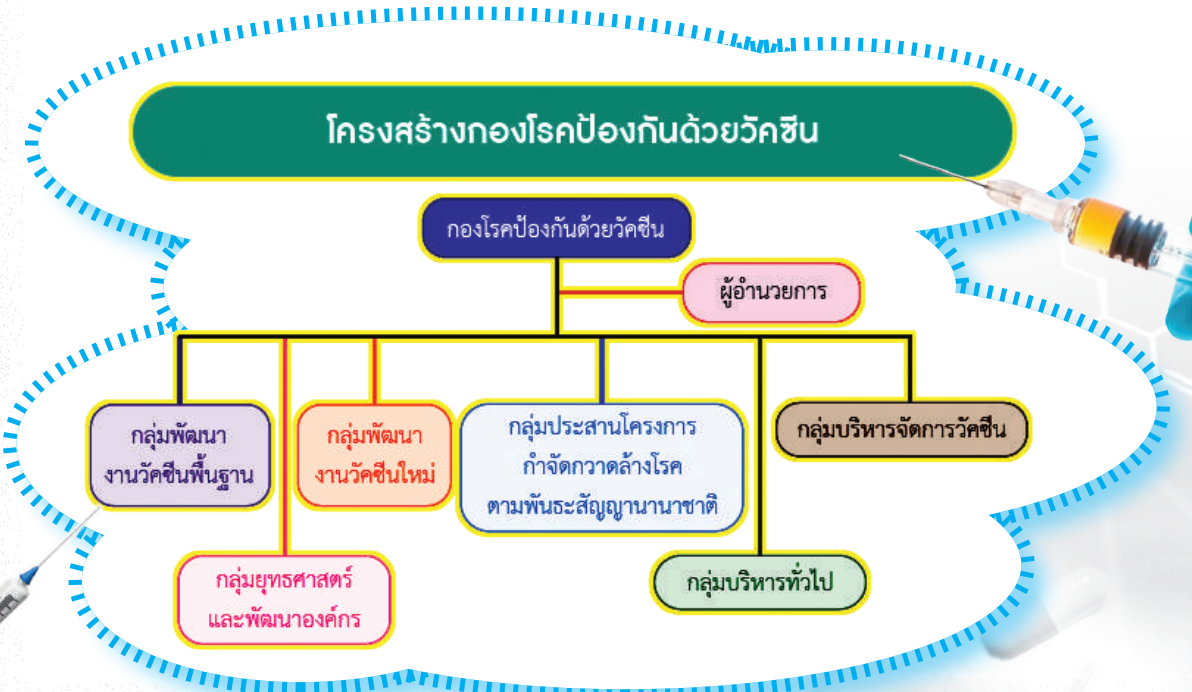 โครงสร้างกองโรคป้องกันด้วยวัคซีน
กองโรคป้องกันด้วยวัคซีน
ผู้อำนวยการ
กลุ่มพัฒนา
งานวัคซีนพื้นฐาน
กลุ่มพัฒนา
งานวัคซีนใหม่
กลุ่มประสานโครงการ
กำจัดกวาดล้างโรค
ตามพันธะสัญญานานาชาติ
กลุ่มบริหารจัดการวัคซีน
กลุ่มยุทธศาสตร์
และพัฒนาองค์กร
กลุ่มบริหารทั่วไป